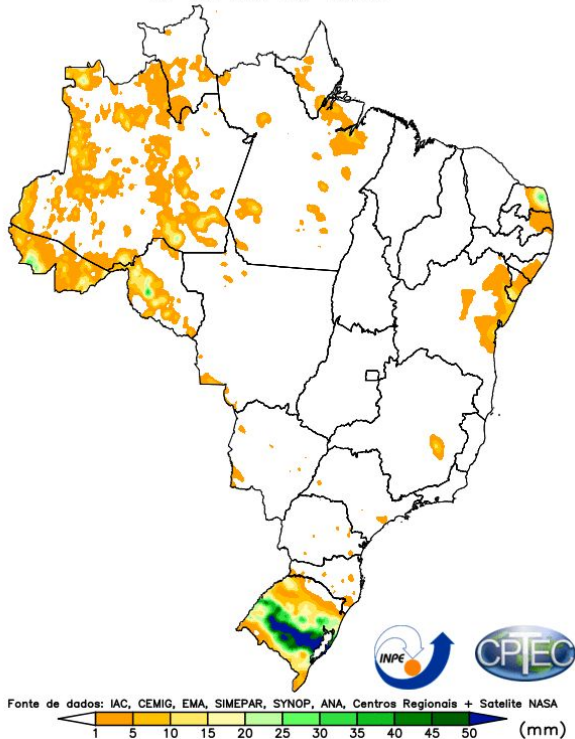 INPE
CPTEC
Fonte de dados: IAC, CEMIG, EMA, SIMEPAR, SYNOP, ANA, Centros Regionais + Satelite NASA
1 5 10 15 20 25 30 35 40 45 50 (mm)